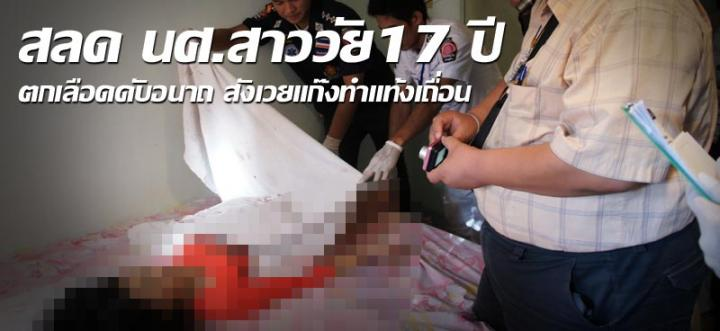 สลด นศ.สาววัย17 ปี
ตกเลือดดับอนาถ สังเวยแก๊งทำแท้งเถื่อน